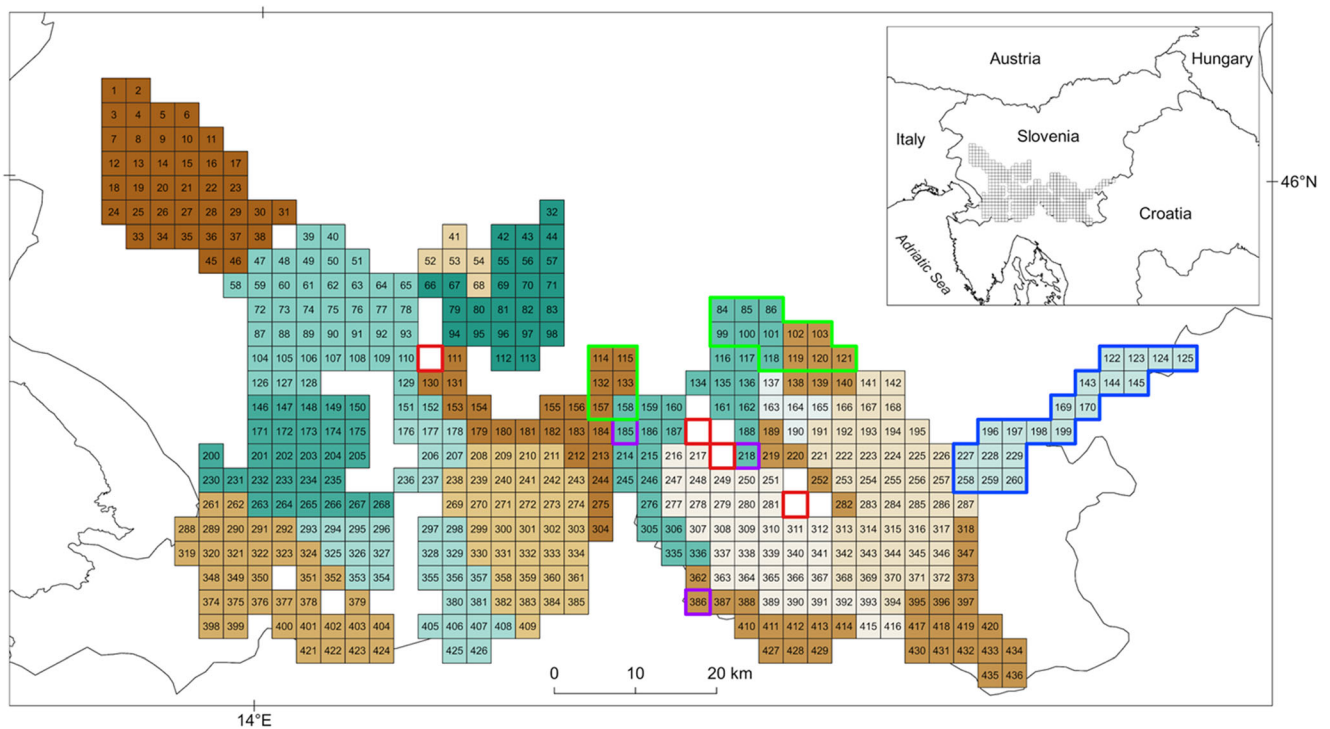 Austria Hungary
Slovenia
Italy
Croatia
Adriatic Sea
46°N
1 2
3 4 5 6
7 8 9 10 11
12 13 14 15 16 17
18 19 20 21 22 23
24 25 26 27 28 29 30 31 32
33 34 35 36 37 38 39 40 41 42 43 44
45 46 47 48 49 50 51 52 53 54 55 56 57
58 59 60 61 62 63 64 65 66 67 68 69 70 71
72 73 74 75 76 77 78 79 80 81 82 83 84 85 86
87 88 89 90 91 92 93 94 95 96 97 98 99 100 101 102 103
104 105 106 107 108 109 110 111 112 113 114 115 116 117 118 119 120 121 122 123 124 125
126 127 128 129 130 131 132 133 134 135 136 137 138 139 140 141 142 143 144 145
146 147 148 149 150 151 152 153 154 155 156 157 158 159 160 161 162 163 164 165 166 167 168 169 170
171 172 173 174 175 176 177 178 179 180 181 182 183 184 185 186 187 188 189 190 191 192 193 194 195 196 197 198 199
200 201 202 203 204 205 206 207 208 209 210 211 212 213 214 215 216 217 218 219 220 221 222 223 224 225 226 227 228 229
230 231 232 233 234 235 236 237 238 239 240 241 242 243 244 245 246 247 248 249 250 251 252 253 254 255 256 257 258 259 260
261 262 263 264 265 266 267 268 269 270 271 272 273 274 275 276 277 278 279 280 281 282 283 284 285 286 287
288 289 290 291 292 293 294 295 296 297 298 299 300 301 302 303 304 305 306 307 308 309 310 311 312 313 314 315 316 317 318
319 320 321 322 323 324 325 326 327 328 329 330 331 332 333 334 335 336 337 338 339 340 341 342 343 344 345 346 347
348 349 350 351 352 353 354 355 356 357 358 359 360 361 362 363 364 365 366 367 368 369 370 371 372 373
374 375 376 377 378 379 380 381 382 383 384 385 386 387 388 389 390 391 392 393 394 395 396 397
398 399 400 401 402 403 404 405 406 407 408 409 410 411 412 413 414 415 416 417 418 419 420
421 422 423 424 425 426 427 428 429 430 431 432 433 434
435 436
0 10 20 km
14°E